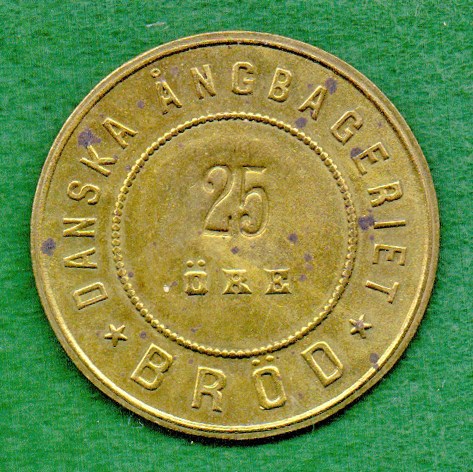 DANSKA ÅNGBAGERIET
25
ÖRE
★ BRÖD ★